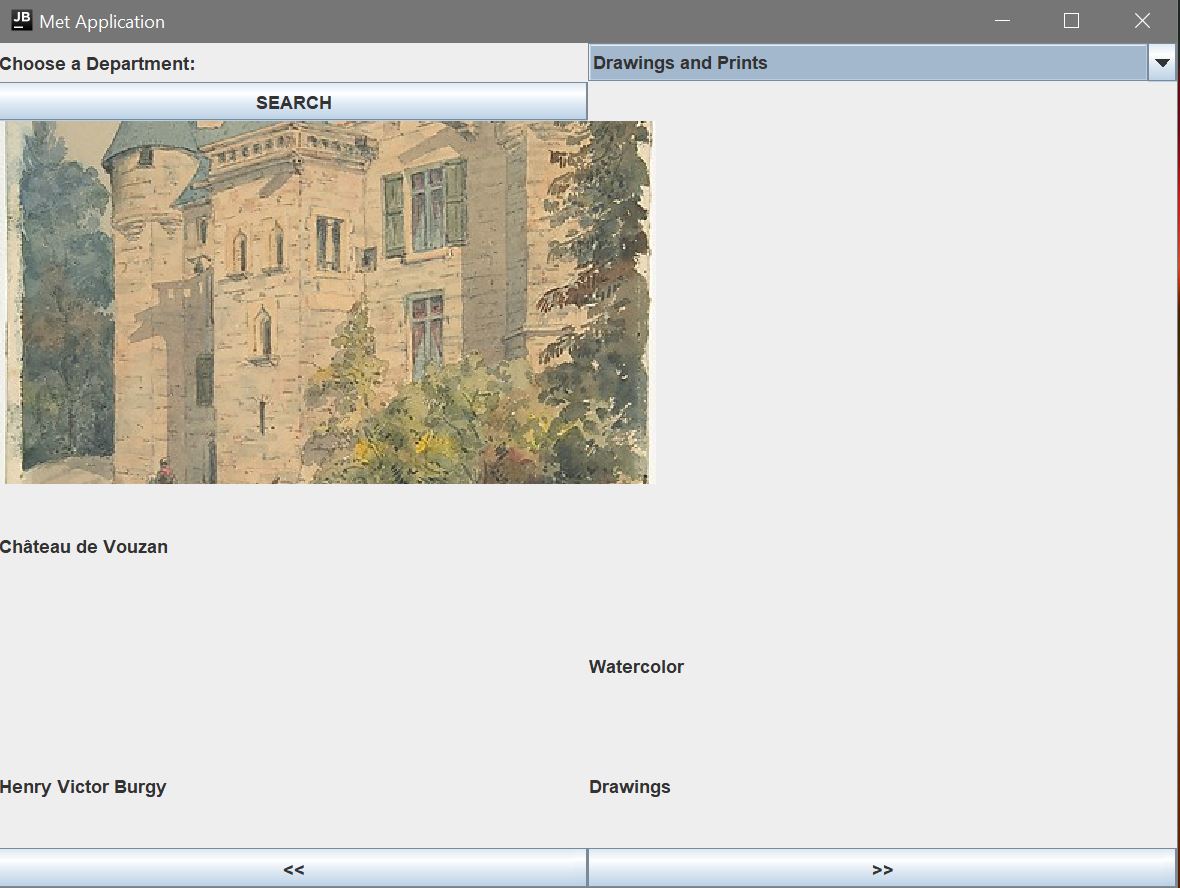 JB Met Application
Choose a Department:
Drawings and Prints
SEARCH
Château de Vouzan
Watercolor
Henry Victor Burgy
Drawings
<<
>>